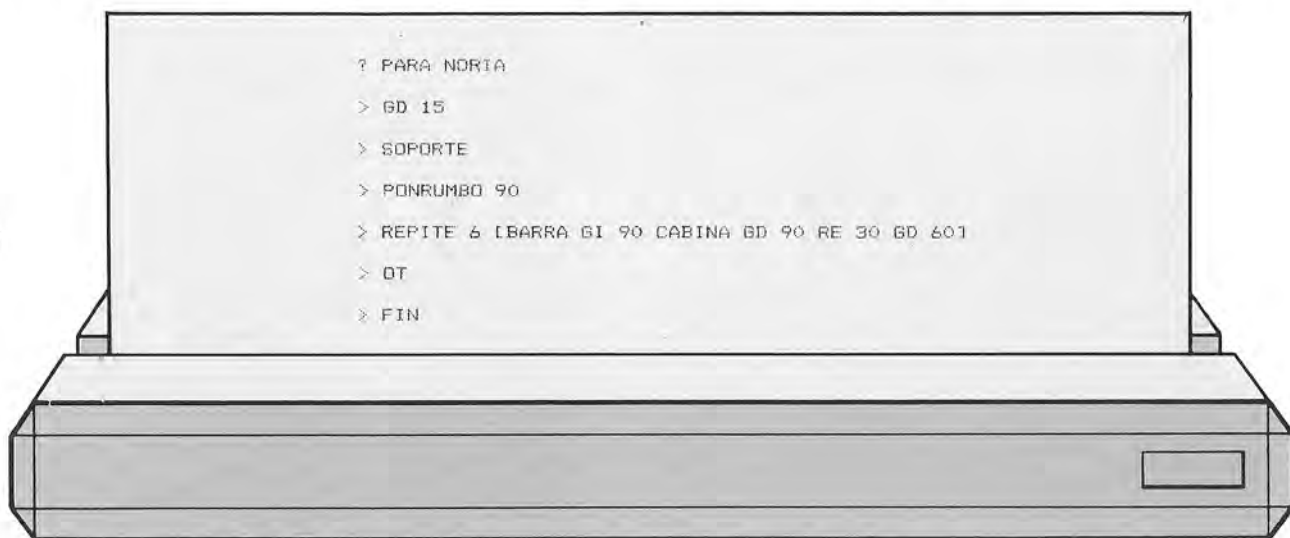 ? PARA NORIA
> GD 15
> SOPORTE
> PONRUMBO 90
> REPITE 6 [BARRA GI 90 CABINA GD 90 RE 30 GD 60]
> OT
> FIN